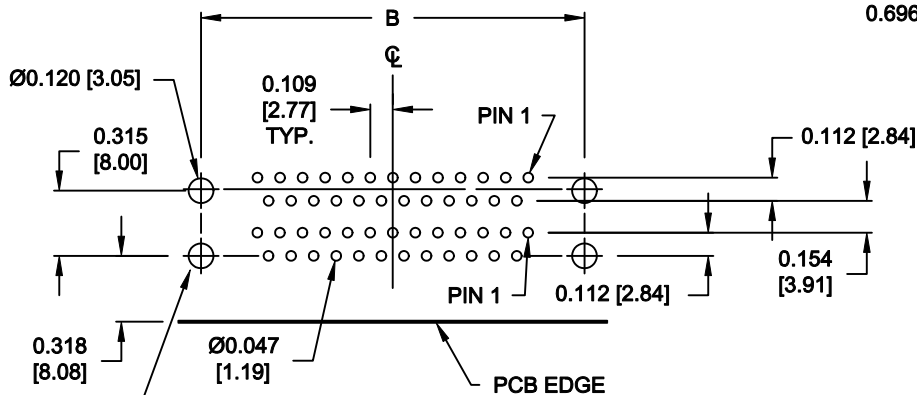 0.696
B
℄
Ø0.120 [3.05]
0.109
[2.77]
TYP.
PIN 1
0.315
[8.00]
0.112 [2.84]
0.154
[3.91]
PIN 1
0.112 [2.84]
0.318
[8.08]
Ø0.047
[1.19]
PCB EDGE